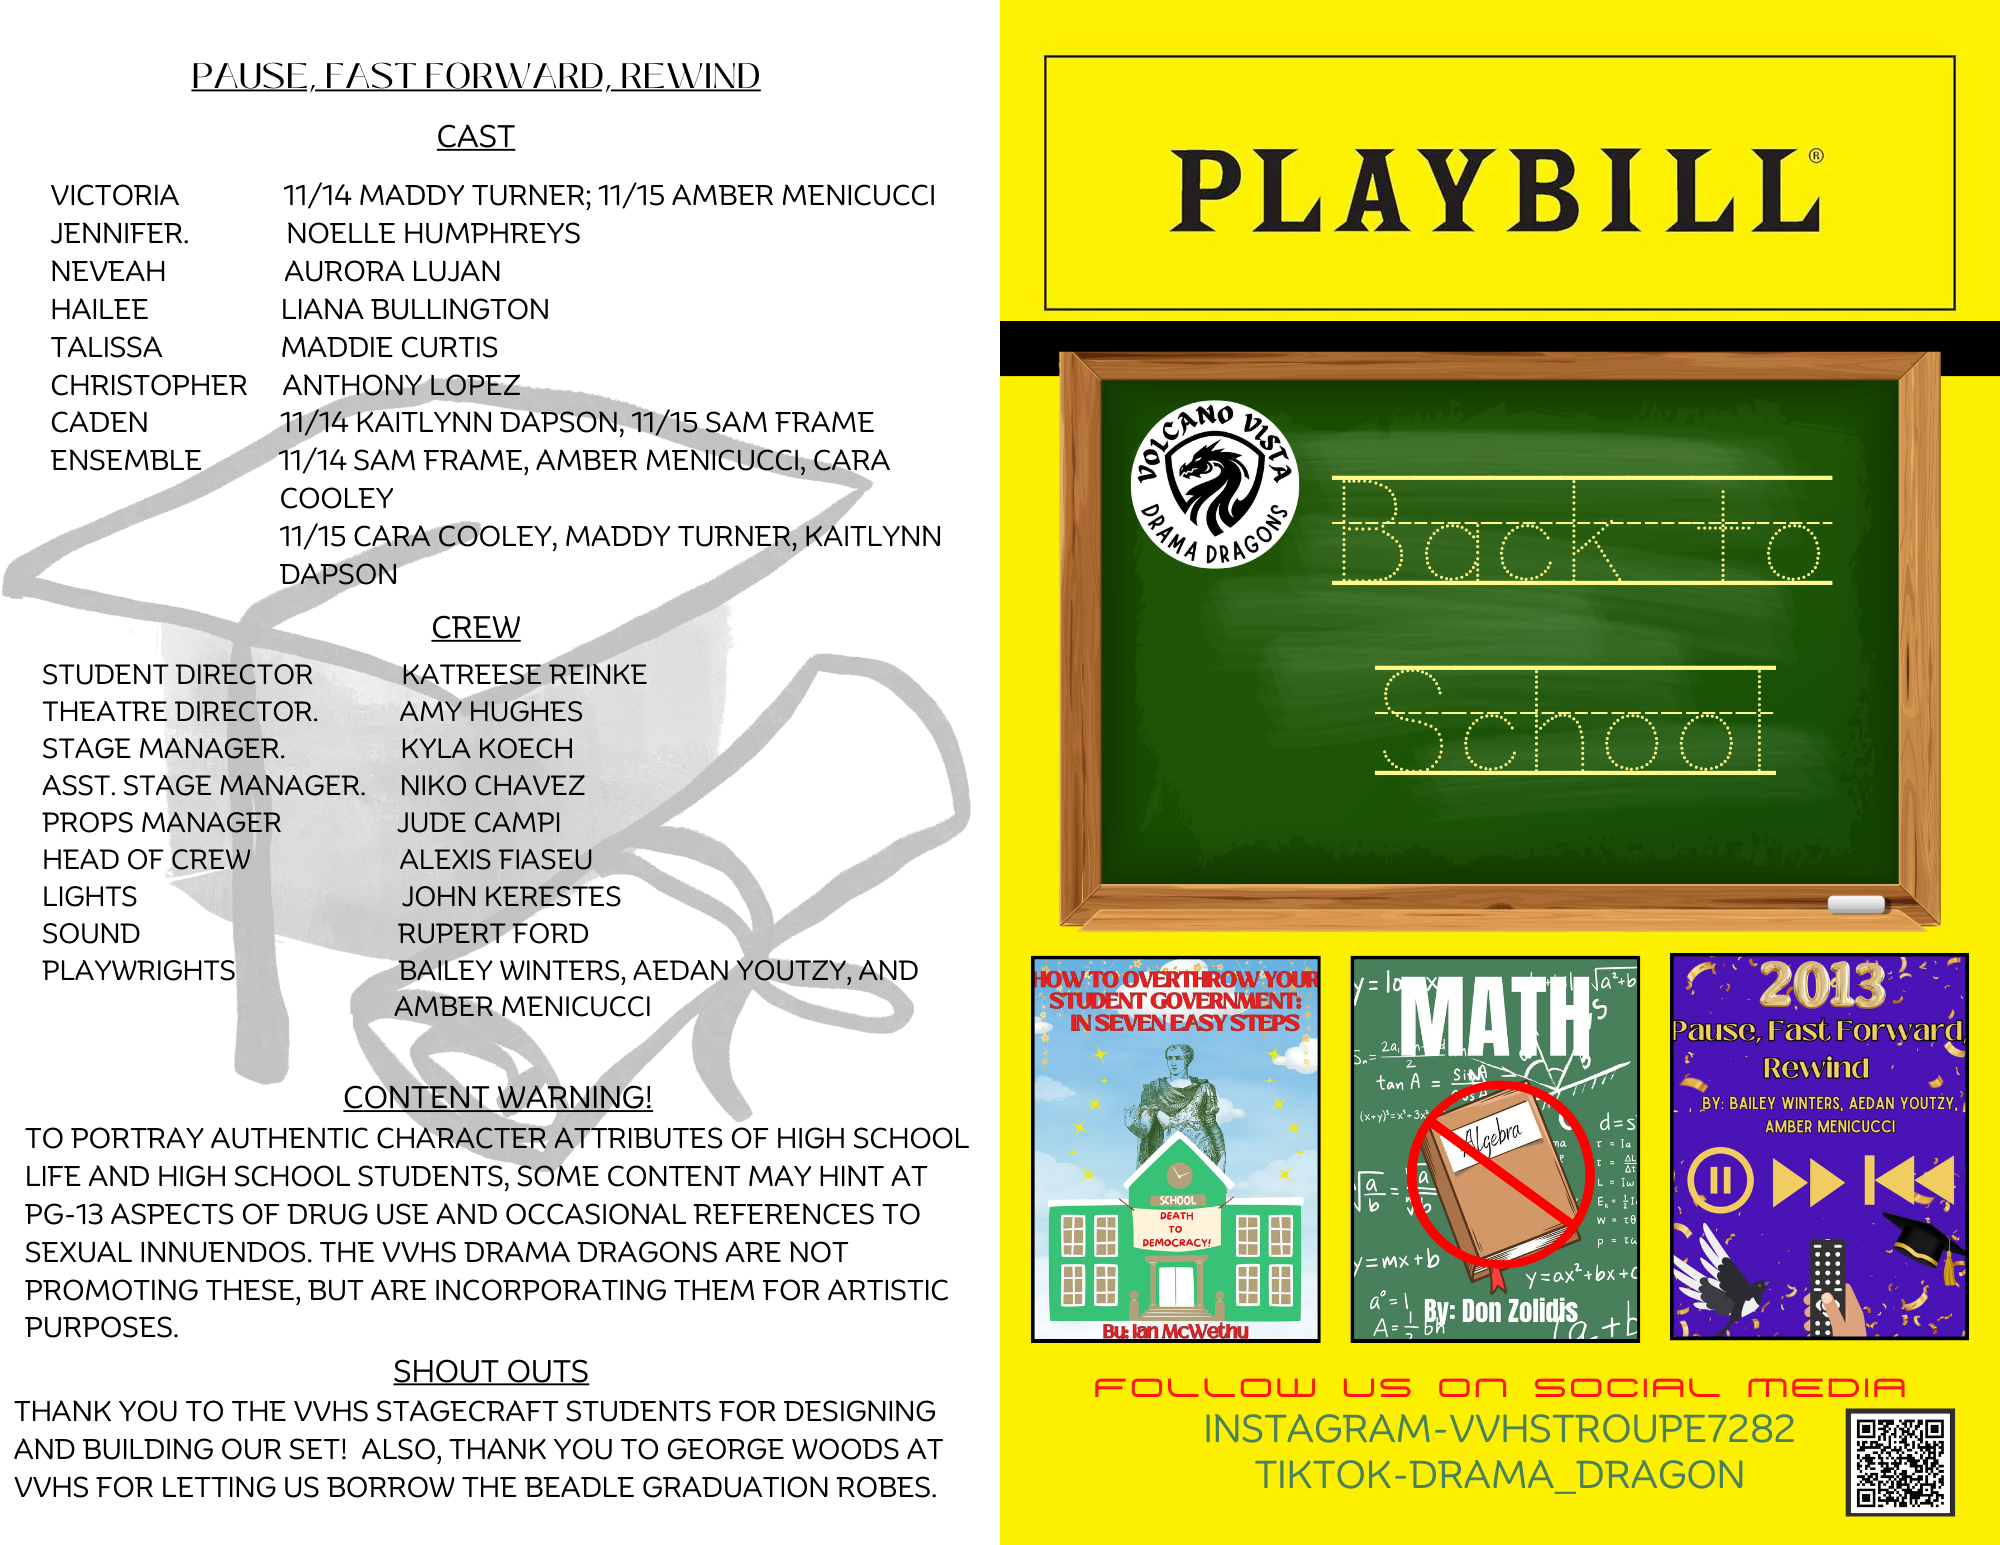 PAUSE, FAST FORWARD, REWIND
CAST
VICTORIA 11/14 MADDY TURNER; 11/15 AMBER MENICUCCI
JENNIFER. NOELLE HUMPHREYS
NEVEAH AURORA LUJAN
HAILEE LIANA BULLINGTON
TALISSA MADDIE CURTIS
CHRISTOPHER ANTHONY LOPEZ
CADEN 11/14 KAITLYNN DAPSON, 11/15 SAM FRAME
ENSEMBLE 11/14 SAM FRAME, AMBER MENICUCCI, CARA
COOLEY
11/15 CARA COOLEY, MADDY TURNER, KAITLYNN
DAPSON
CREW
STUDENT DIRECTOR KATREESE REINKE
THEATRE DIRECTOR. AMY HUGHES
STAGE MANAGER. KYLA KOECH
ASST. STAGE MANAGER. NIKO CHAVEZ
PROPS MANAGER JUDE CAMPI
HEAD OF CREW ALEXIS FIASEU
LIGHTS JOHN KERESTES
SOUND RUPERT FORD
PLAYWRIGHTS BAILEY WINTERS, AEDAN YOUTZY, AND
AMBER MENICUCCI
CONTENT WARNING!
TO PORTRAY AUTHENTIC CHARACTER ATTRIBUTES OF HIGH SCHOOL
LIFE AND HIGH SCHOOL STUDENTS, SOME CONTENT MAY HINT AT
PG-13 ASPECTS OF DRUG USE AND OCCASIONAL REFERENCES TO
SEXUAL INNUENDOS. THE VVHS DRAMA DRAGONS ARE NOT
PROMOTING THESE, BUT ARE INCORPORATING THEM FOR ARTISTIC
PURPOSES.
SHOUT OUTS
THANK YOU TO THE VVHS STAGECRAFT STUDENTS FOR DESIGNING
AND BUILDING OUR SET! ALSO, THANK YOU TO GEORGE WOODS AT
VVHS FOR LETTING US BORROW THE BEADLE GRADUATION ROBES.
PLAYBILL®
VOLCANO VISTA
DRAMA DRAGONS
Back to
School
HOW TO OVERTHROW YOUR
STUDENT GOVERNMENT:
IN SEVEN EASY STEPS
SCHOOL
DEATH
TO
DEMOCRACY!
By: Ian McWethy
MATH
tan A =
Algebra
y=mx+b
y=ax²+bx+c
a°=1
By: Don Zolidis
2013
Pause, Fast Forward,
Rewind
BY: BAILEY WINTERS, AEDAN YOUTZY,
AMBER MENICUCCI
FOLLOW US ON SOCIAL MEDIA
INSTAGRAM-VVHSTROUPE7282
TIKTOK-DRAMA_DRAGON